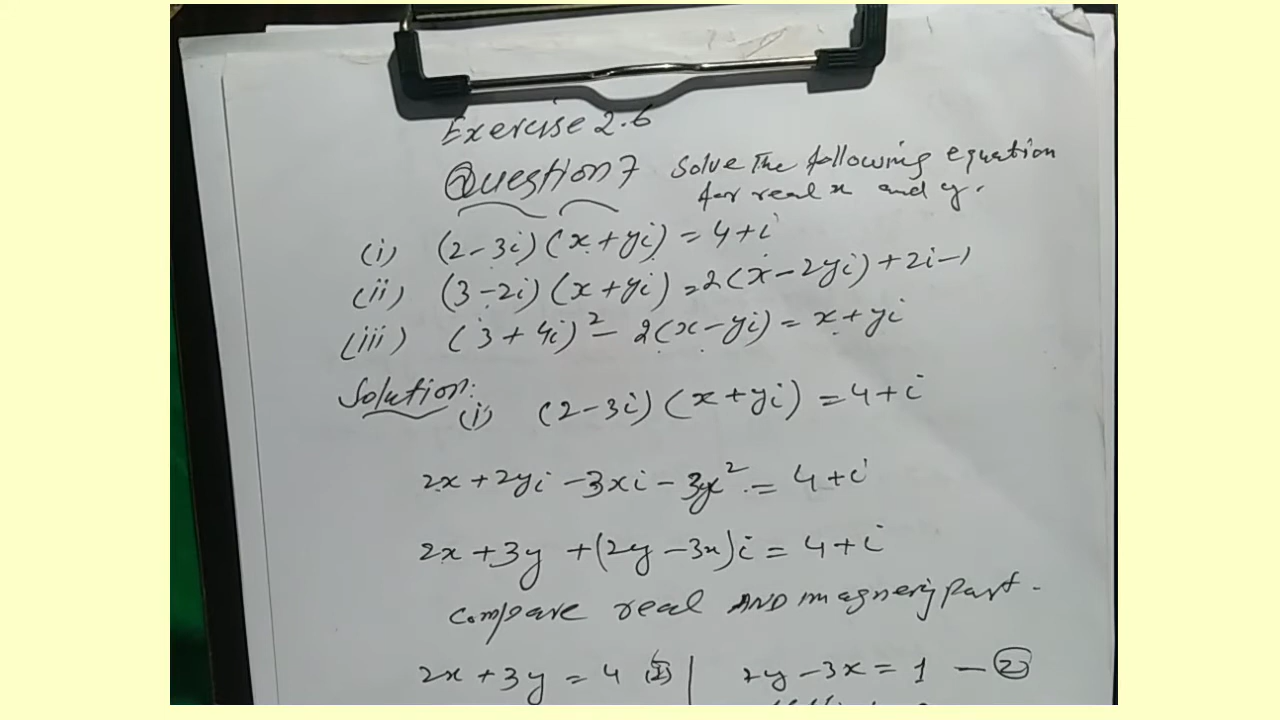 Exercise 2.6
Question 7 Solve The following equation
for real x and y.
(i) (2-3i)(x+yi) = 4+i
(ii) (3-2i)(x+yi) = 2(x-2yi)+2i-1
(iii) (3+4i)² - 2(x-yi) = x+yi
Solution:
(i) (2-3i)(x+yi) = 4+i
2x+2yi-3xi-3yi² = 4+i
2x+3y+(2y-3x)i = 4+i
Compare real AND imagnery part.
2x+3y = 4 (1) | 2y-3x = 1 — (2)